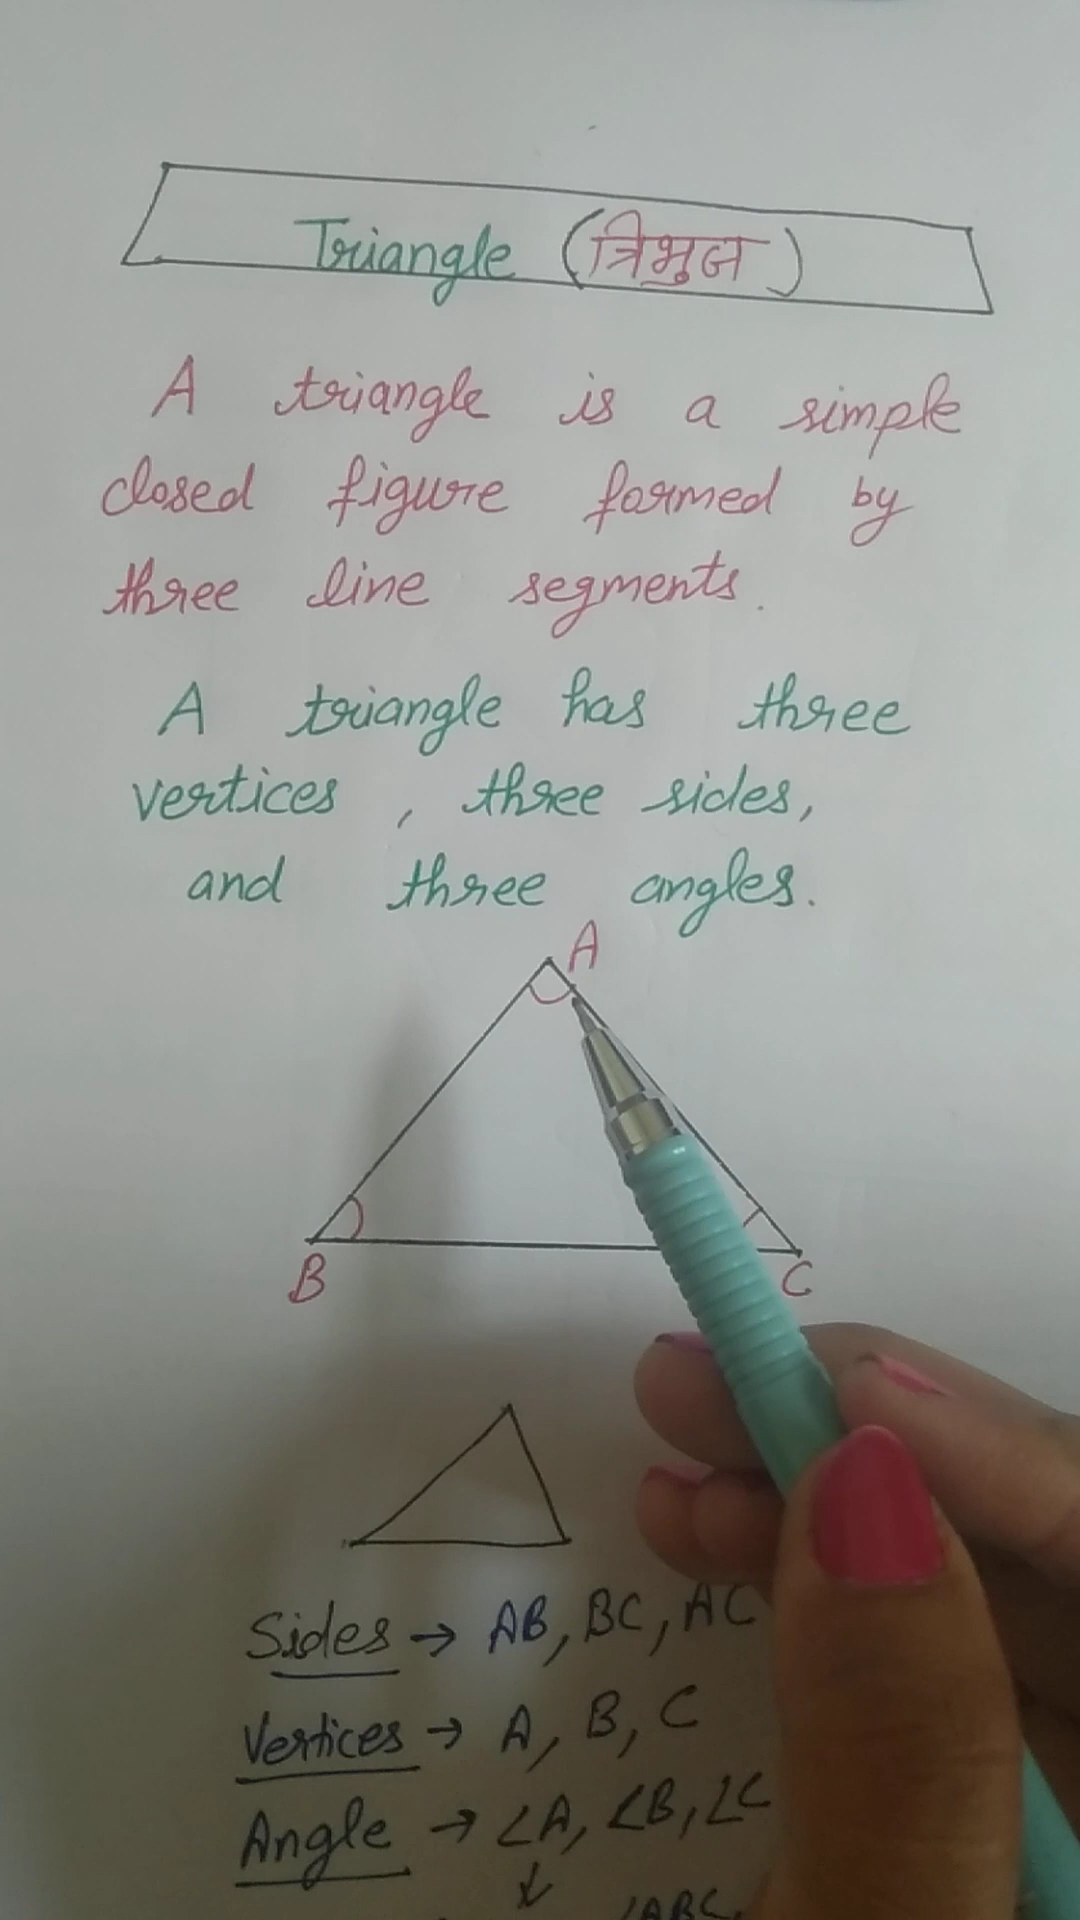 Triangle (त्रिभुज)
A triangle is a simple
closed figure formed by
three line segments.
A triangle has three
vertices, three sides,
and three angles.
A
B
C
Sides → AB, BC, AC
Vertices → A, B, C
Angle → ∠A, ∠B, ∠C
↓
∠ABC,